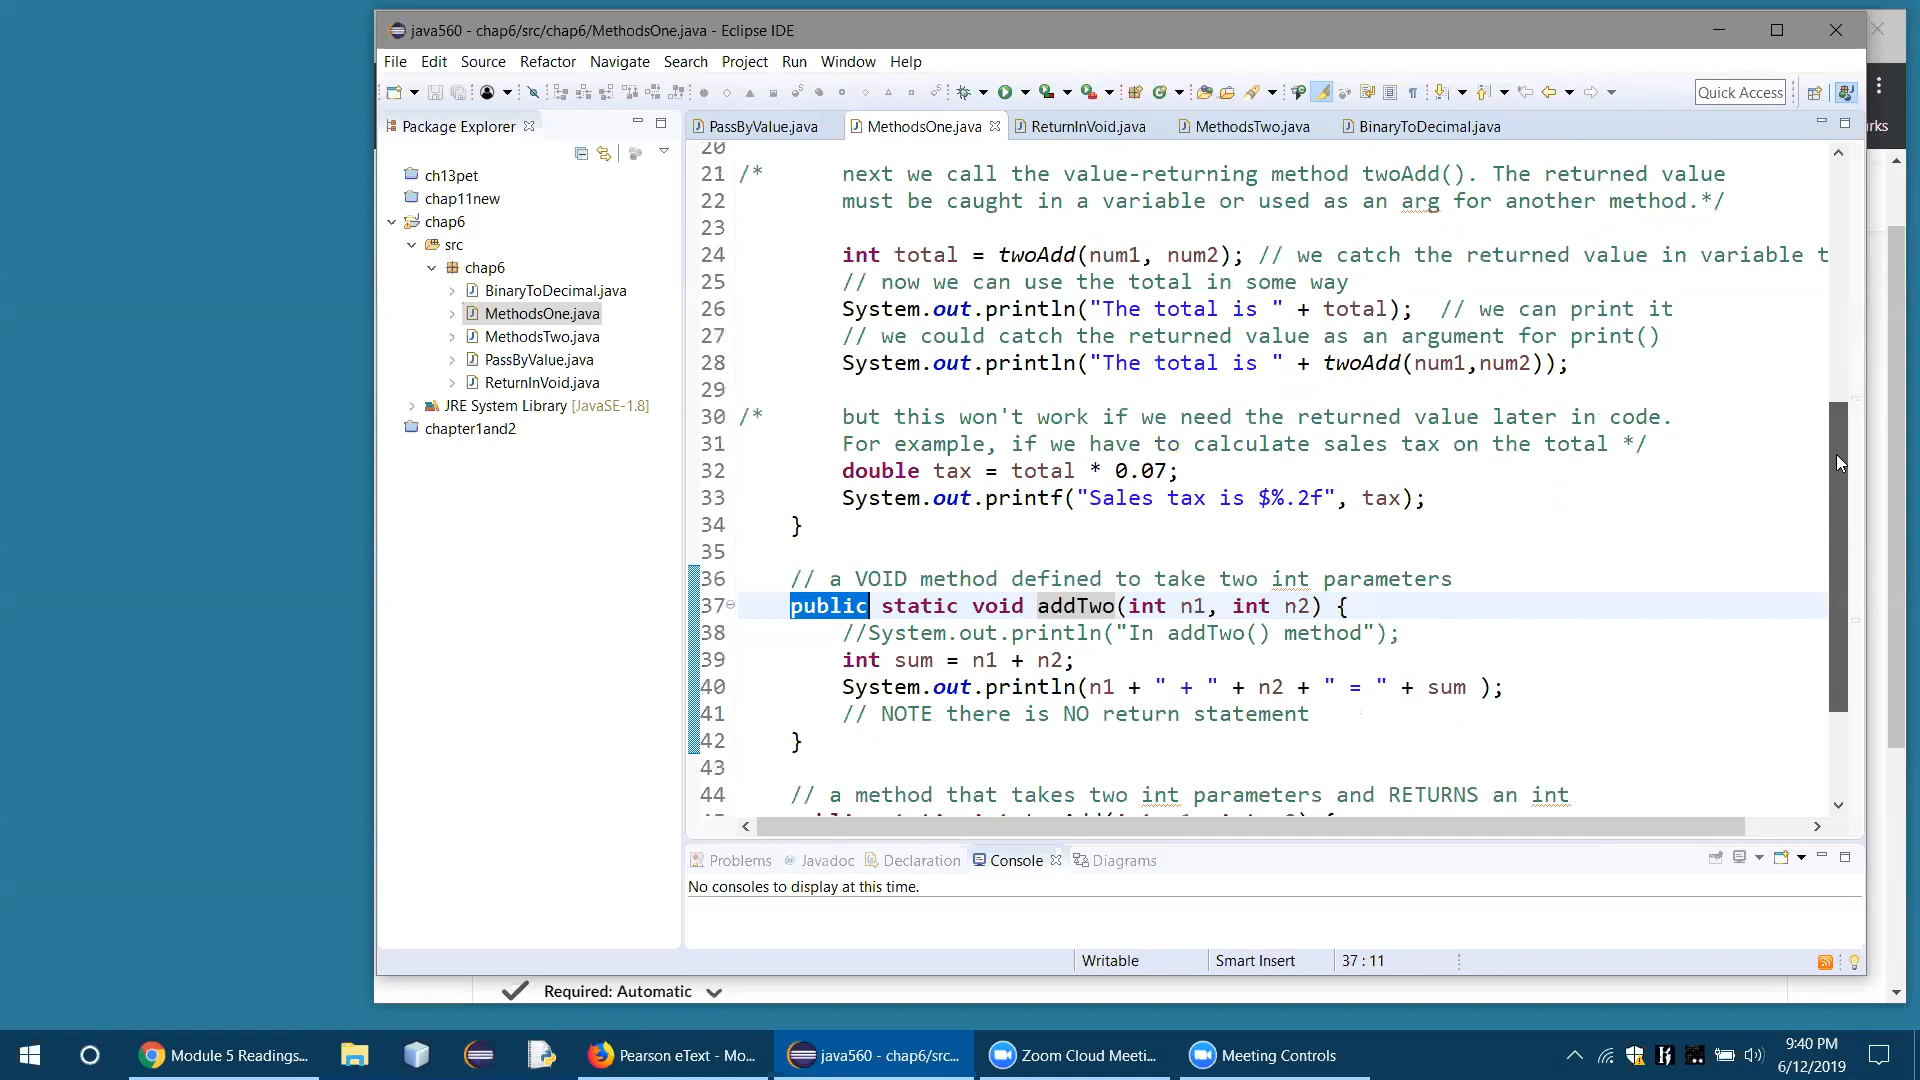 java560 - chap6/src/chap6/MethodsOne.java - Eclipse IDE
File Edit Source Refactor Navigate Search Project Run Window Help
Quick Access
Package Explorer
PassByValue.java MethodsOne.java ReturnInVoid.java MethodsTwo.java BinaryToDecimal.java
rks
ch13pet
chap11new
chap6
src
chap6
BinaryToDecimal.java
MethodsOne.java
MethodsTwo.java
PassByValue.java
ReturnInVoid.java
JRE System Library [JavaSE-1.8]
chapter1and2
20
21 /* next we call the value-returning method twoAdd(). The returned value
22 must be caught in a variable or used as an arg for another method.*/
23
24 int total = twoAdd(num1, num2); // we catch the returned value in variable t
25 // now we can use the total in some way
26 System.out.println("The total is " + total); // we can print it
27 // we could catch the returned value as an argument for print()
28 System.out.println("The total is " + twoAdd(num1,num2));
29
30 /* but this won't work if we need the returned value later in code.
31 For example, if we have to calculate sales tax on the total */
32 double tax = total * 0.07;
33 System.out.printf("Sales tax is $%.2f", tax);
34 }
35
36 // a VOID method defined to take two int parameters
37 public static void addTwo(int n1, int n2) {
38 //System.out.println("In addTwo() method");
39 int sum = n1 + n2;
40 System.out.println(n1 + " + " + n2 + " = " + sum );
41 // NOTE there is NO return statement
42 }
43
44 // a method that takes two int parameters and RETURNS an int
Problems Javadoc Declaration Console Diagrams
No consoles to display at this time.
Writable Smart Insert 37 : 11
Required: Automatic
Module 5 Readings... Pearson eText - Mo... java560 - chap6/src... Zoom Cloud Meeti... Meeting Controls
9:40 PM
6/12/2019